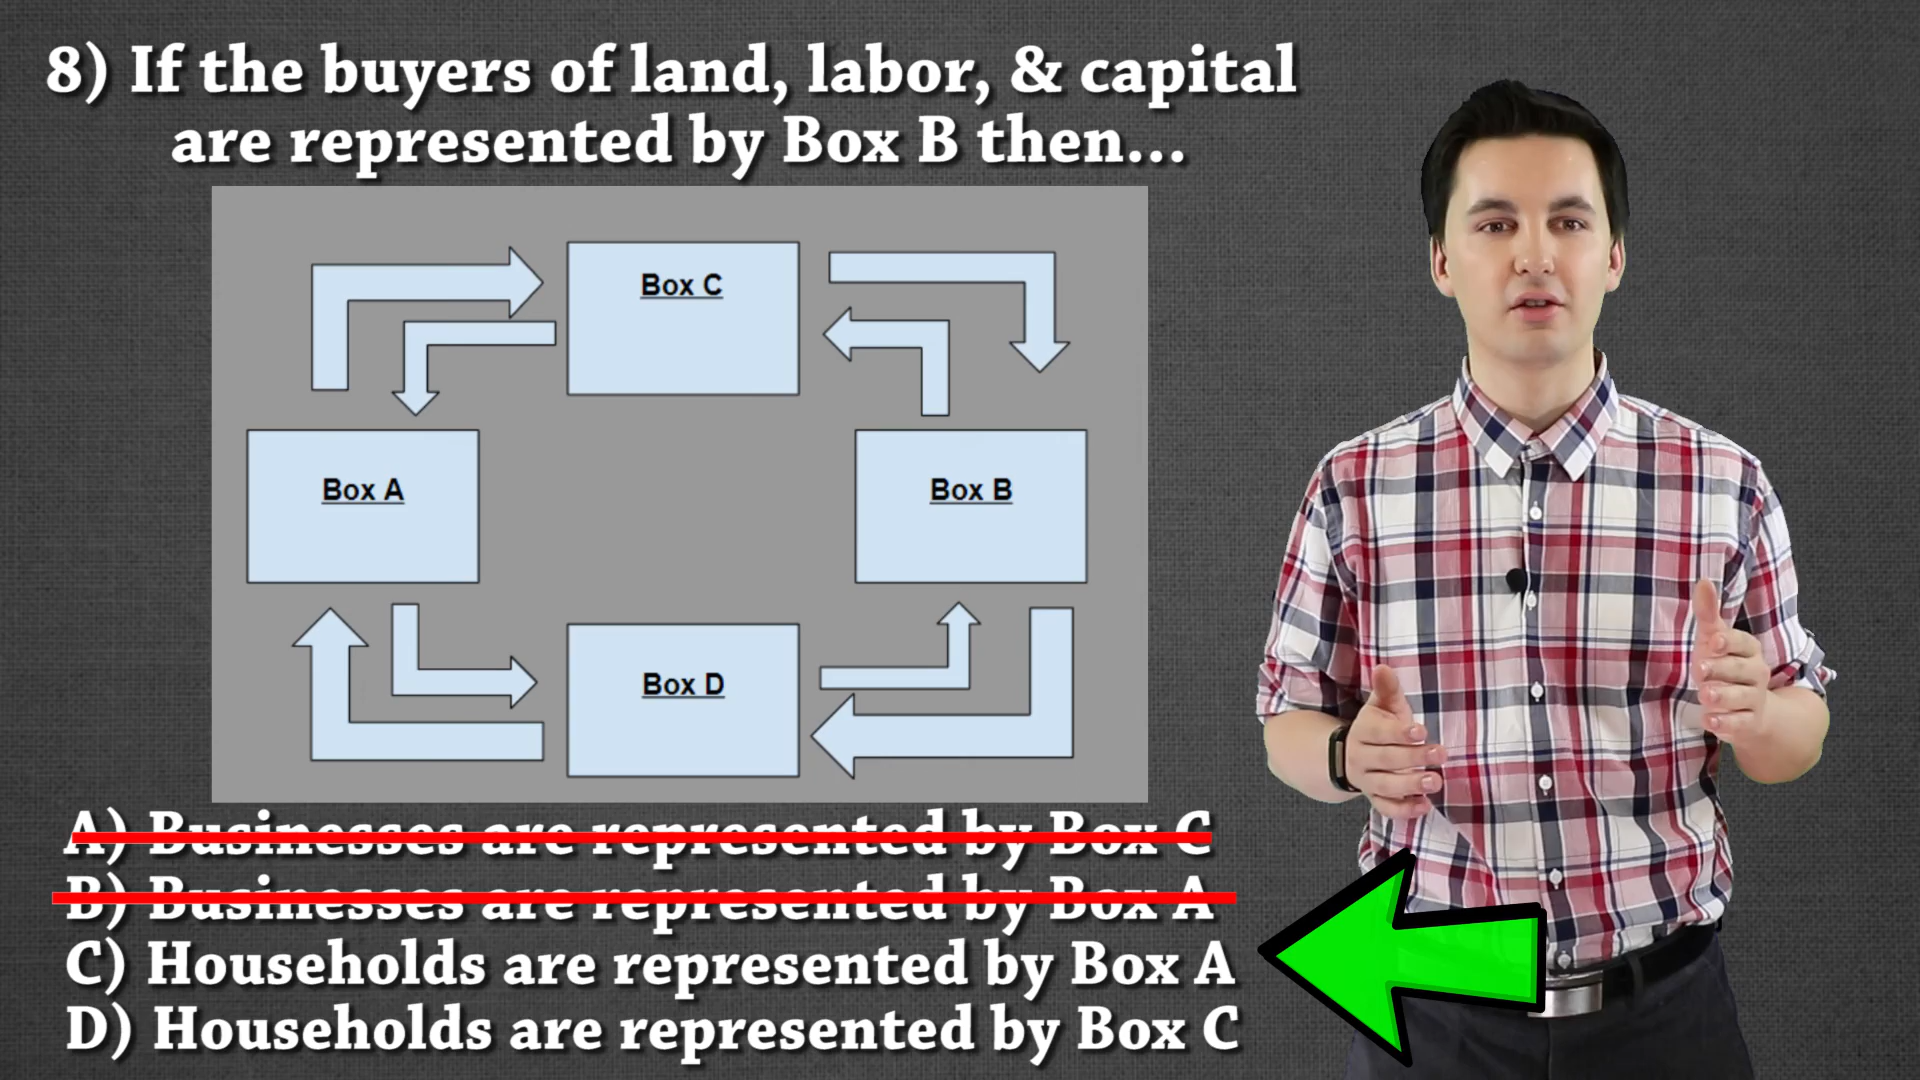 8) If the buyers of land, labor, & capital
are represented by Box B then...
Box C
Box A
Box B
Box D
A) Businesses are represented by Box C
B) Businesses are represented by Box A
C) Households are represented by Box A
D) Households are represented by Box C